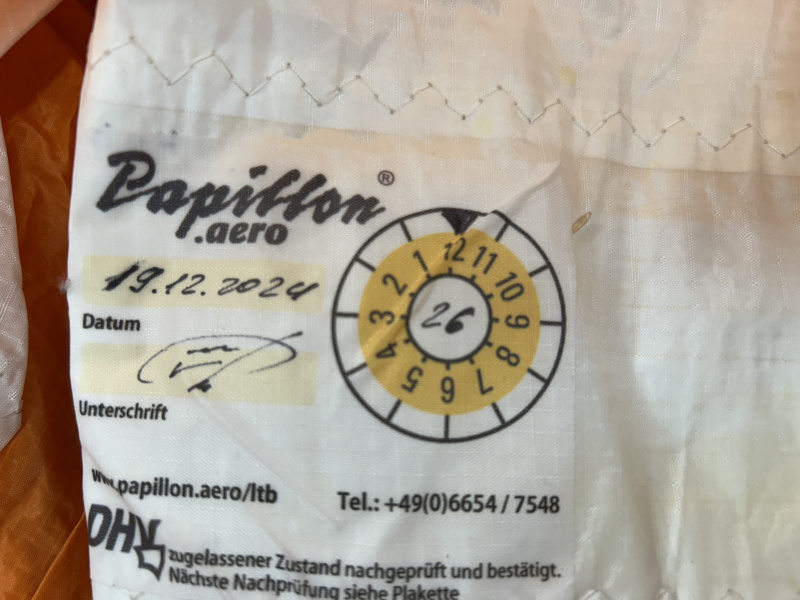 Papillon®
.aero
19.12.2024
Datum
Unterschrift
12 11 10 9 8 7 6 5 4 3 2 1
26
www.papillon.aero/ltb
Tel.: +49(0)6654 / 7548
DHV
zugelassener Zustand nachgeprüft und bestätigt.
Nächste Nachprüfung siehe Plakette